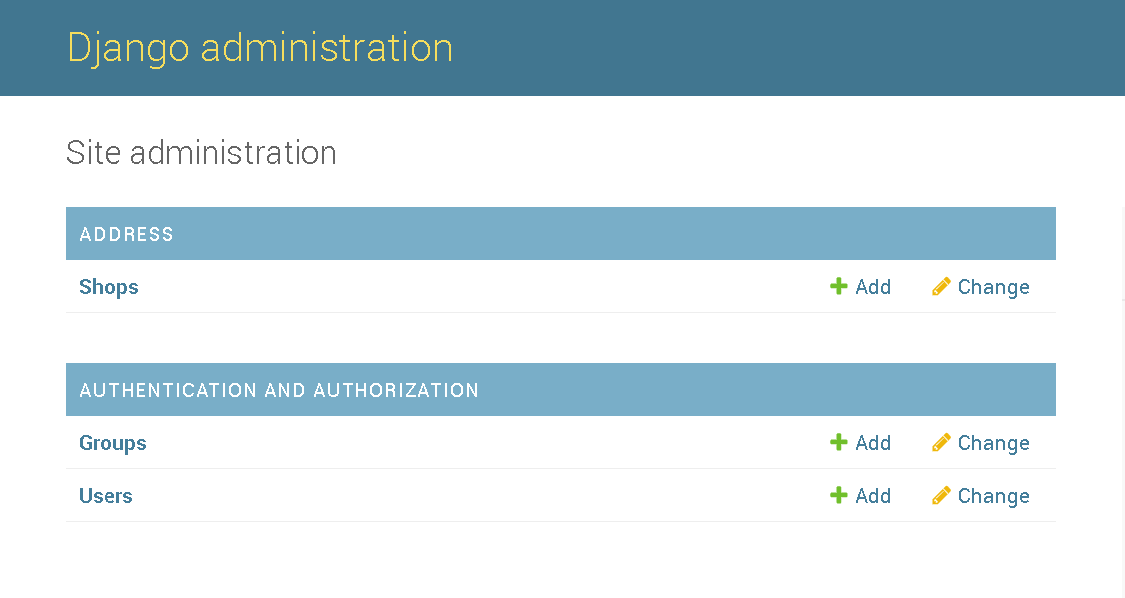 Django administration
Site administration
ADDRESS
Shops Add Change
AUTHENTICATION AND AUTHORIZATION
Groups Add Change
Users Add Change